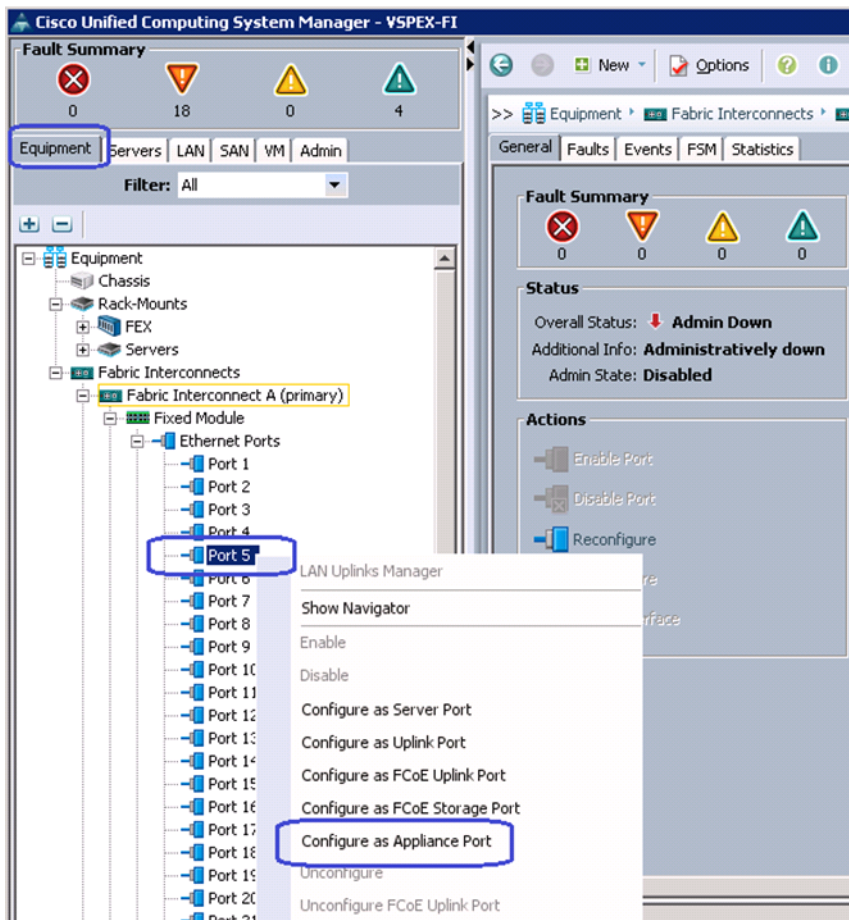 Cisco Unified Computing System Manager - VSPEX-FI
Fault Summary
0 18 0 4
Equipment Servers LAN SAN VM Admin
Filter: All
Equipment
Chassis
Rack-Mounts
FEX
Servers
Fabric Interconnects
Fabric Interconnect A (primary)
Fixed Module
Ethernet Ports
Port 1
Port 2
Port 3
Port 4
Port 5
Port 6
Port 7
Port 8
Port 9
Port 10
Port 11
Port 12
Port 13
Port 14
Port 15
Port 16
Port 17
Port 18
Port 19
Port 20
Port 21
LAN Uplinks Manager
Show Navigator
Enable
Disable
Configure as Server Port
Configure as Uplink Port
Configure as FCoE Uplink Port
Configure as FCoE Storage Port
Configure as Appliance Port
Unconfigure
Unconfigure FCoE Uplink Port
New Options
>> Equipment Fabric Interconnects
General Faults Events FSM Statistics
Fault Summary
0 0 0 0
Status
Overall Status: Admin Down
Additional Info: Administratively down
Admin State: Disabled
Actions
Enable Port
Disable Port
Reconfigure